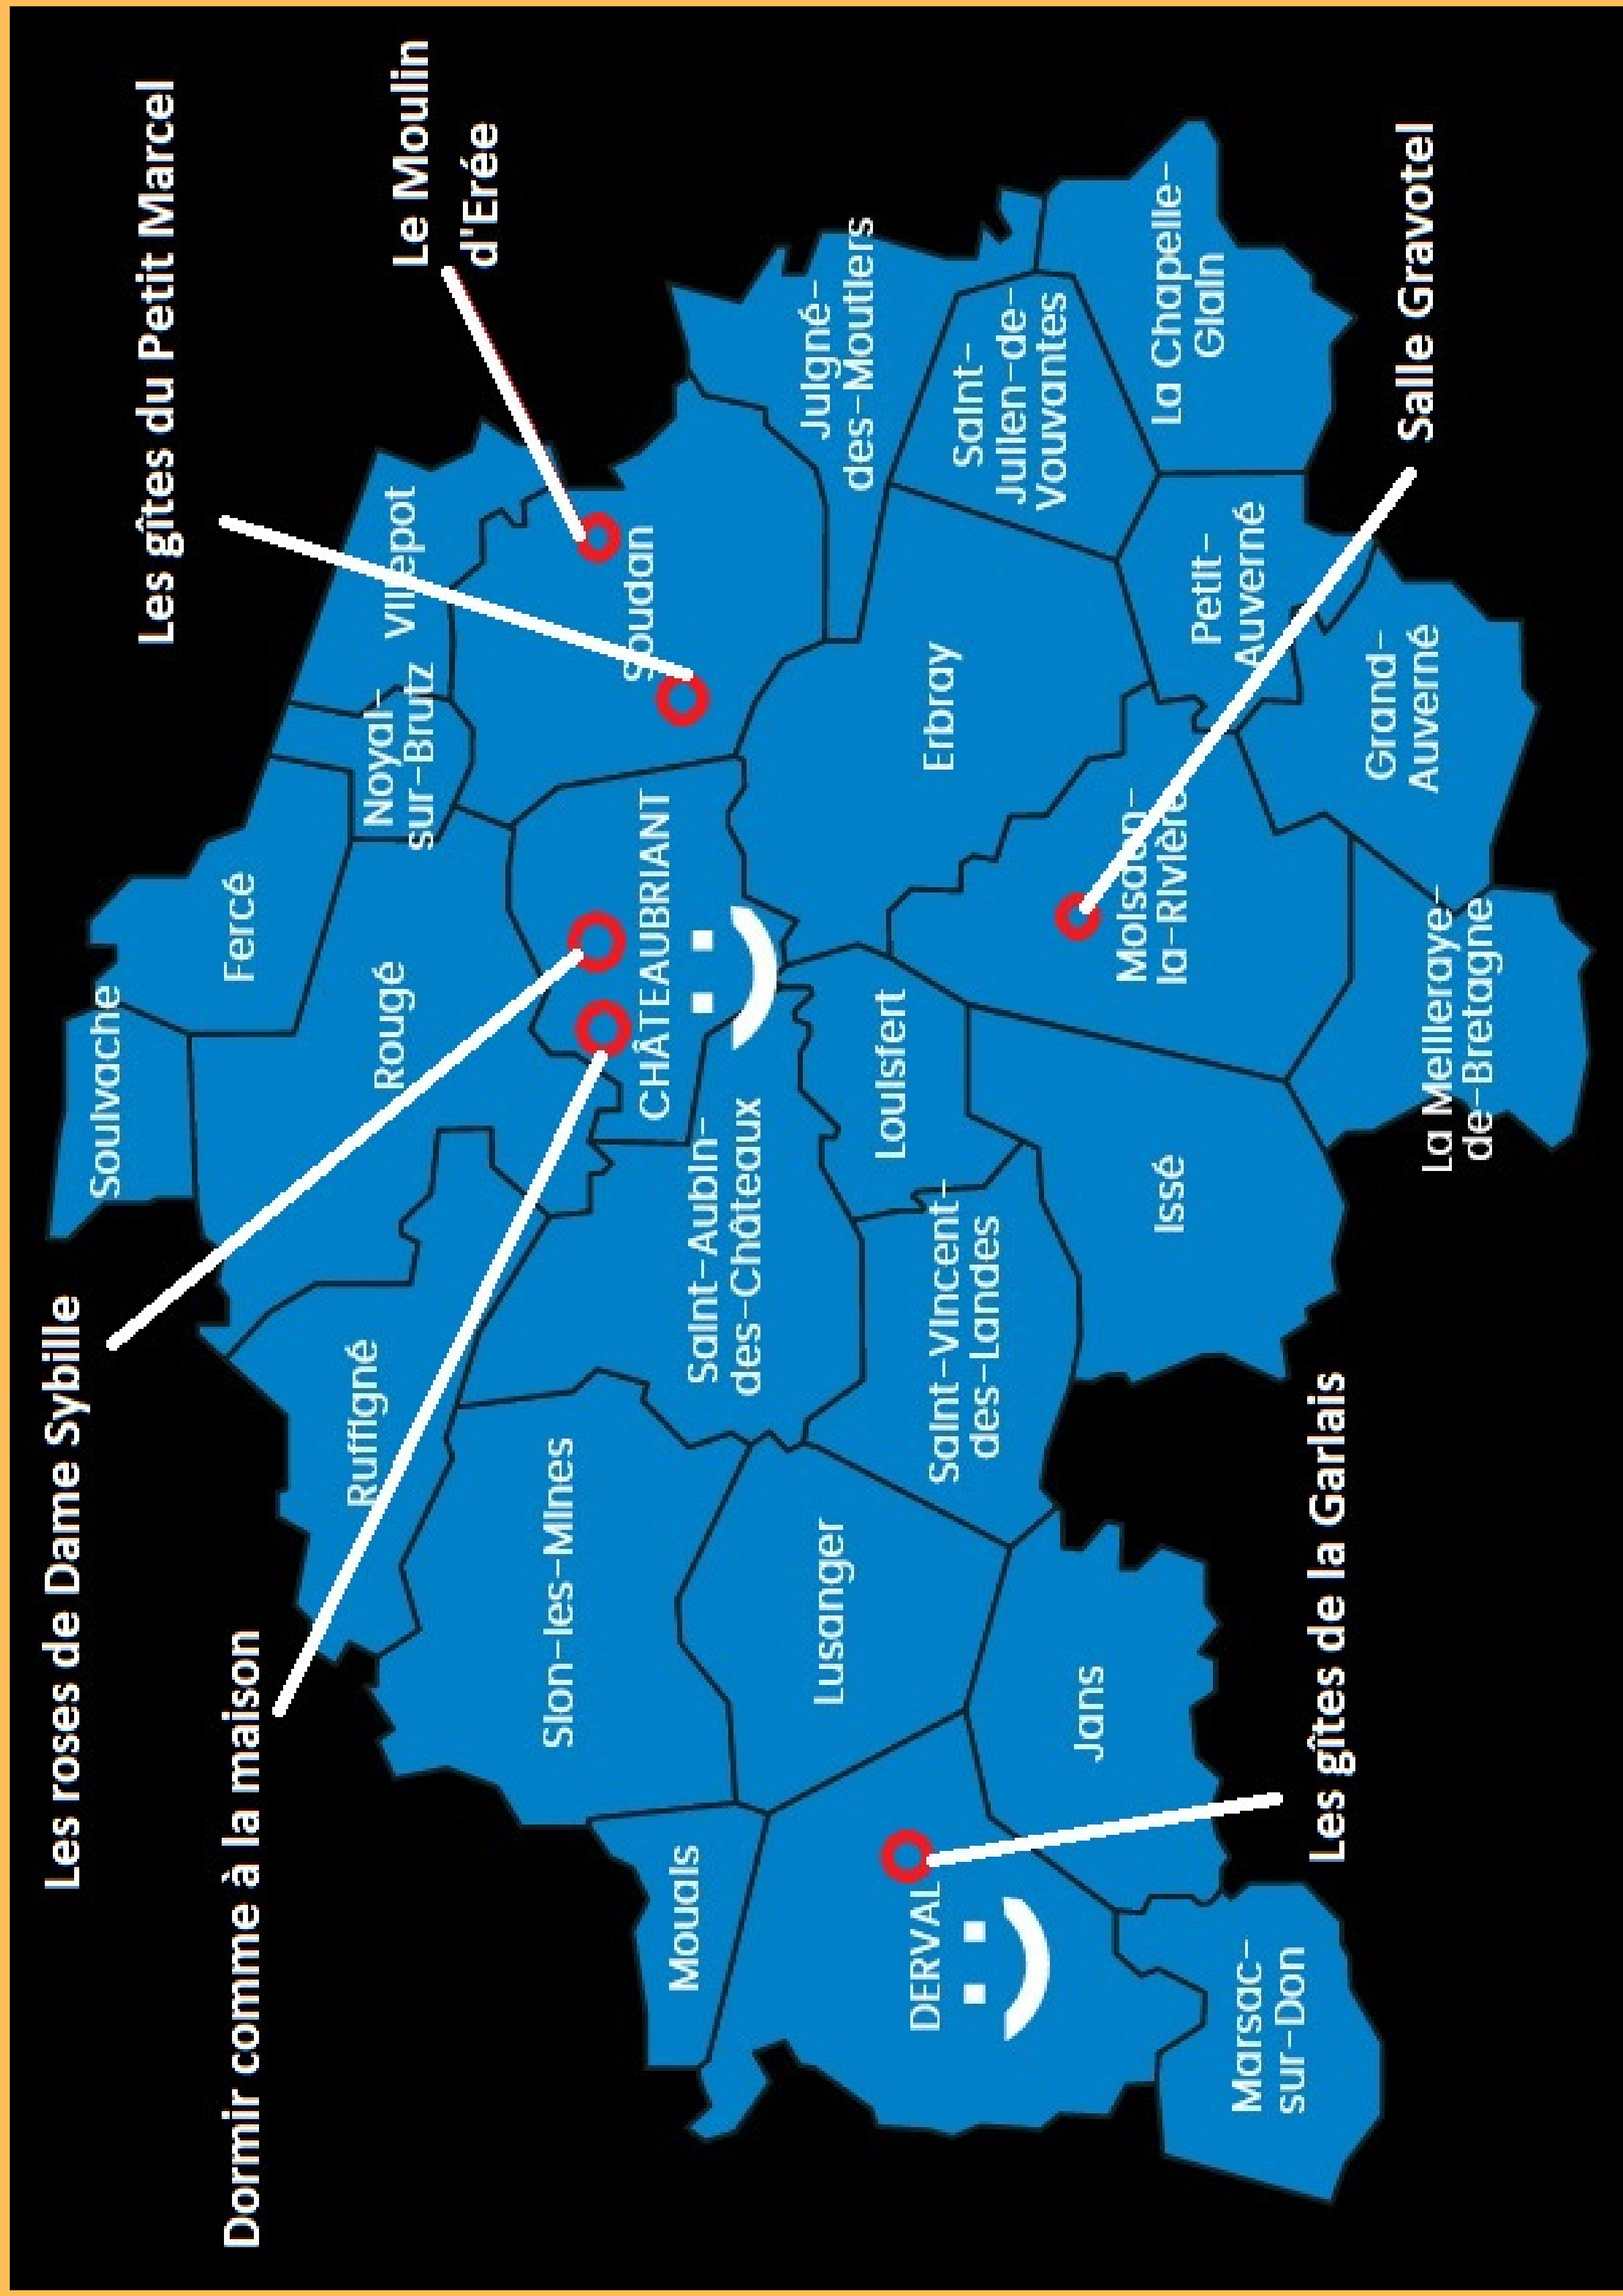 Les roses de Dame Sybille
Soulvache
Les gîtes du Petit Marcel
Dormir comme à la maison
Fercé
Ruffigné
Rougé
Noyal-
sur-Brutz
Villepot
Le Moulin
d'Erée
Sion-les-Mines
CHÂTEAUBRIANT
Soudan
Mouais
Saint-Aubin-
des-Châteaux
Lusanger
Juigné-
des-Moutiers
Louisfert
DERVAL
Saint-Vincent-
des-Landes
Erbray
Saint-
Julien-de-
Vouvantes
Jans
Issé
Moisdon-
la-Rivière
La Chapelle-
Glain
Petit-
Auverné
Marsac-
sur-Don
Les gîtes de la Garlais
Grand-
Auverné
Salle Gravotel
La Meilleraye-
de-Bretagne